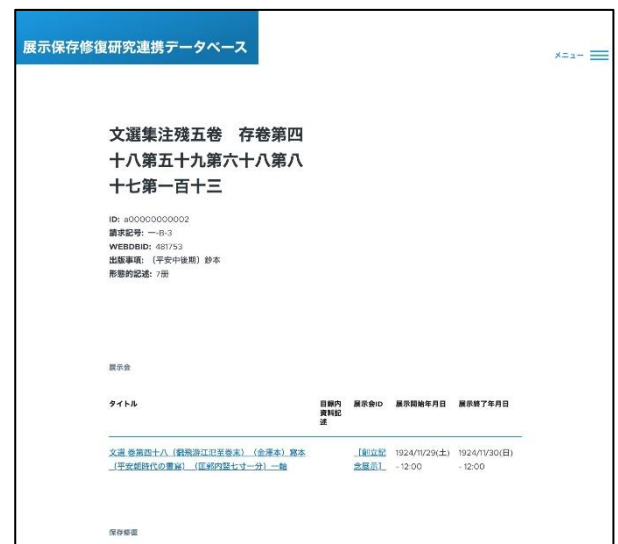 展示保存修復研究連携データベース
メニュー
文選集注殘五卷　存卷第四
十八第五十九第六十八第八
十七第一百十三
ID: a00000000002
請求記号: 一-B-3
WEBDBID: 481753
出版事項: （平安中後期）鈔本
形態的記述: 7册
展示会
タイトル
目録内
資料記
述
展示会ID
展示開始年月日
展示終了年月日
文選 巻第四十八（飜飛游江汜至巻末）（金澤本）寫本
（平安朝時代の書寫）（匡郭内竪七寸一分）一軸
【創立記
念展示】
1924/11/29(土)
- 12:00
1924/11/30(日)
- 12:00
保存修復